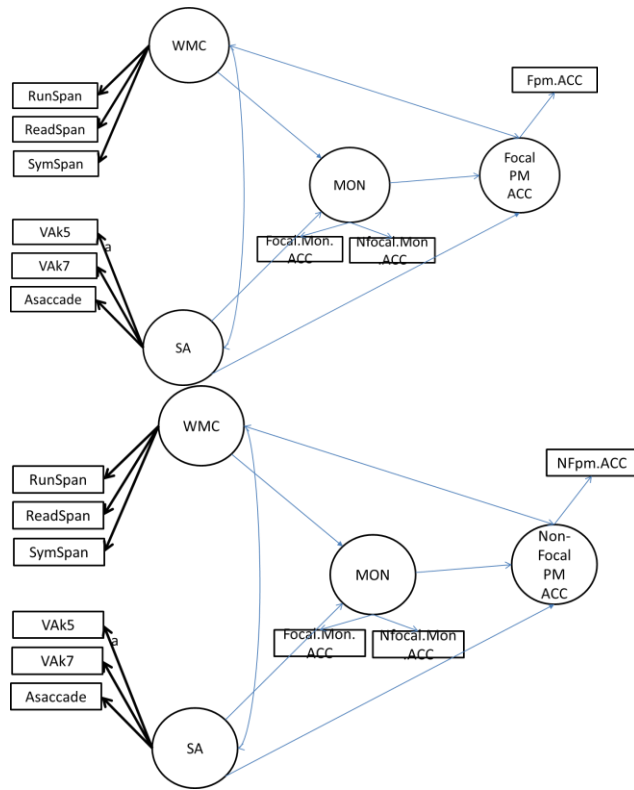 WMC
Fpm.ACC
RunSpan
ReadSpan
SymSpan
Focal
PM
ACC
MON
VAk5
a
VAk7
Asaccade
Focal.Mon.
ACC
Nfocal.Mon
.ACC
SA
WMC
NFpm.ACC
RunSpan
ReadSpan
SymSpan
Non-
Focal
PM
ACC
MON
VAk5
a
VAk7
Asaccade
Focal.Mon.
ACC
Nfocal.Mon
.ACC
SA